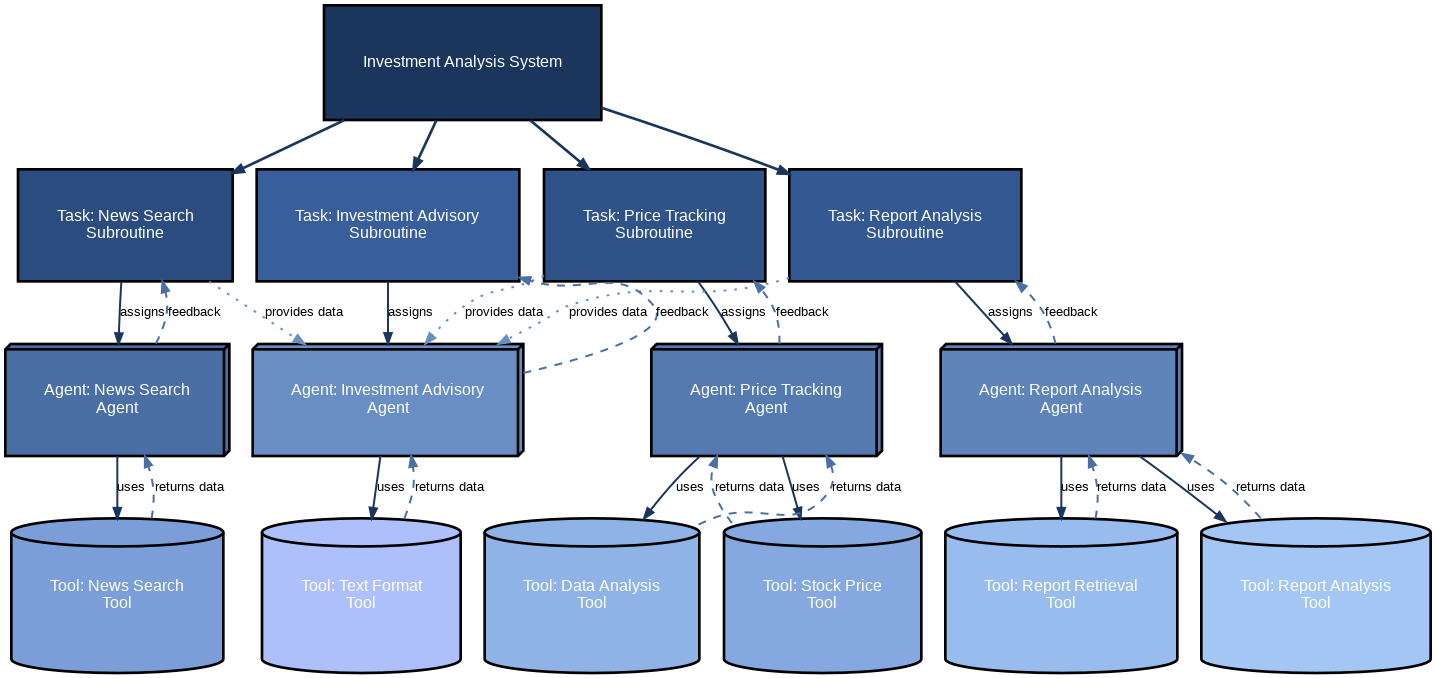 Investment Analysis System
Task: News Search
Subroutine
Task: Investment Advisory
Subroutine
Task: Price Tracking
Subroutine
Task: Report Analysis
Subroutine
assigns
feedback
provides data
assigns
provides data
provides data
feedback
assigns
feedback
assigns
feedback
Agent: News Search
Agent
Agent: Investment Advisory
Agent
Agent: Price Tracking
Agent
Agent: Report Analysis
Agent
uses
returns data
uses
returns data
uses
returns data
uses
returns data
uses
returns data
uses
returns data
Tool: News Search
Tool
Tool: Text Format
Tool
Tool: Data Analysis
Tool
Tool: Stock Price
Tool
Tool: Report Retrieval
Tool
Tool: Report Analysis
Tool